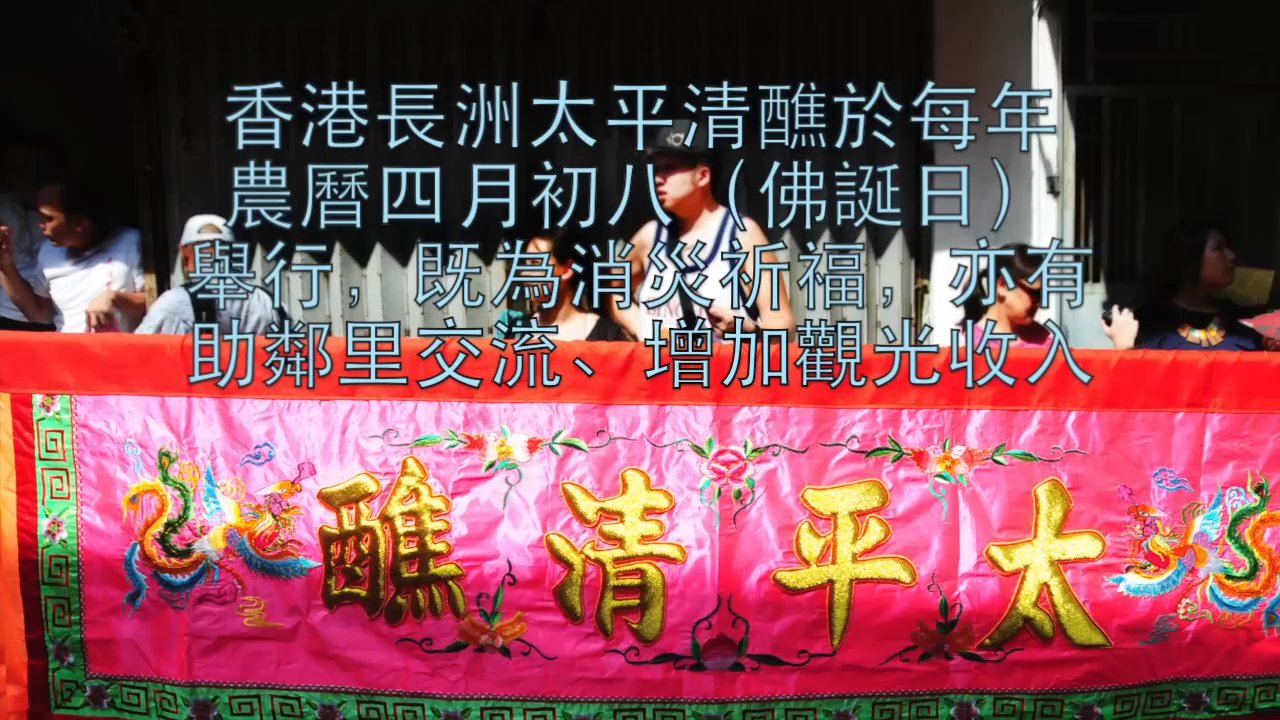 香港長洲太平清醮於每年
農曆四月初八（佛誕日）
舉行，既為消災祈福，亦有
助鄰里交流、增加觀光收入
太平清醮